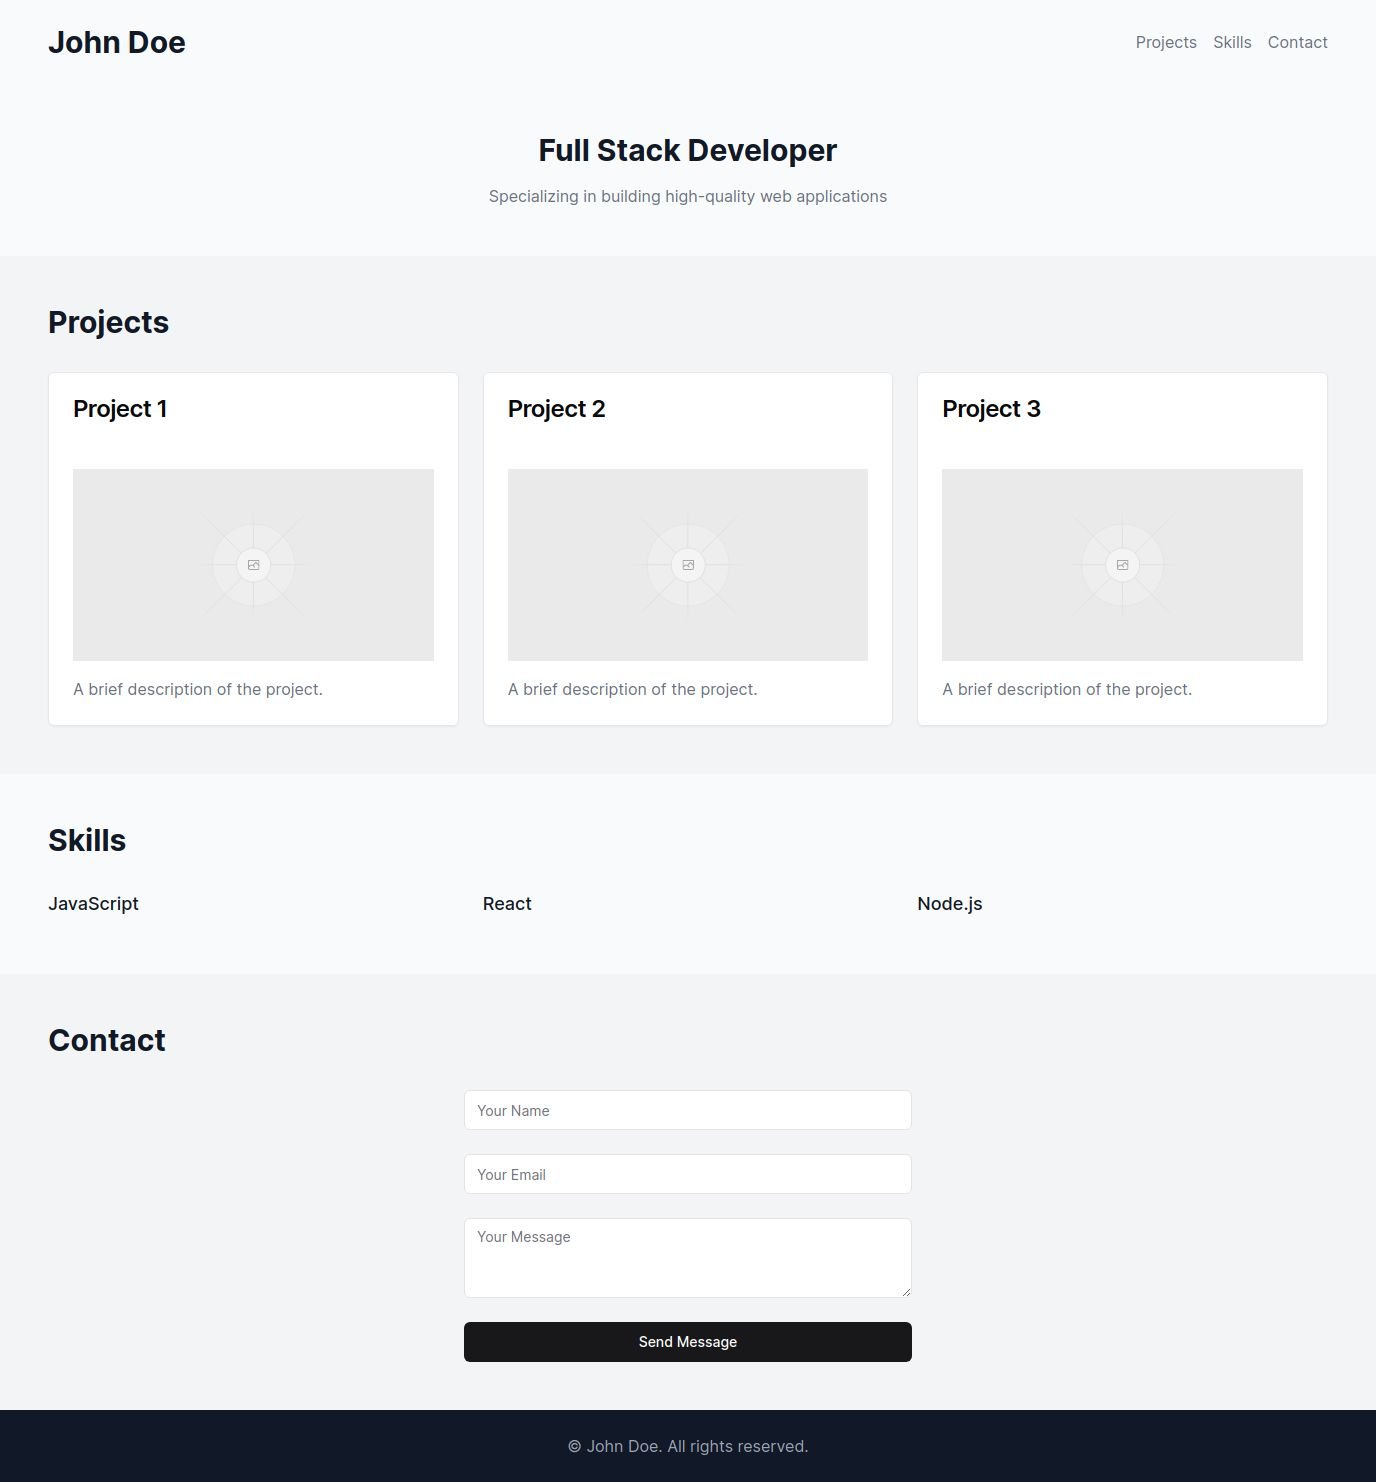 John Doe
Projects Skills Contact
Full Stack Developer
Specializing in building high-quality web applications
Projects
Project 1
A brief description of the project.
Project 2
A brief description of the project.
Project 3
A brief description of the project.
Skills
JavaScript
React
Node.js
Contact
Your Name
Your Email
Your Message
Send Message
© John Doe. All rights reserved.